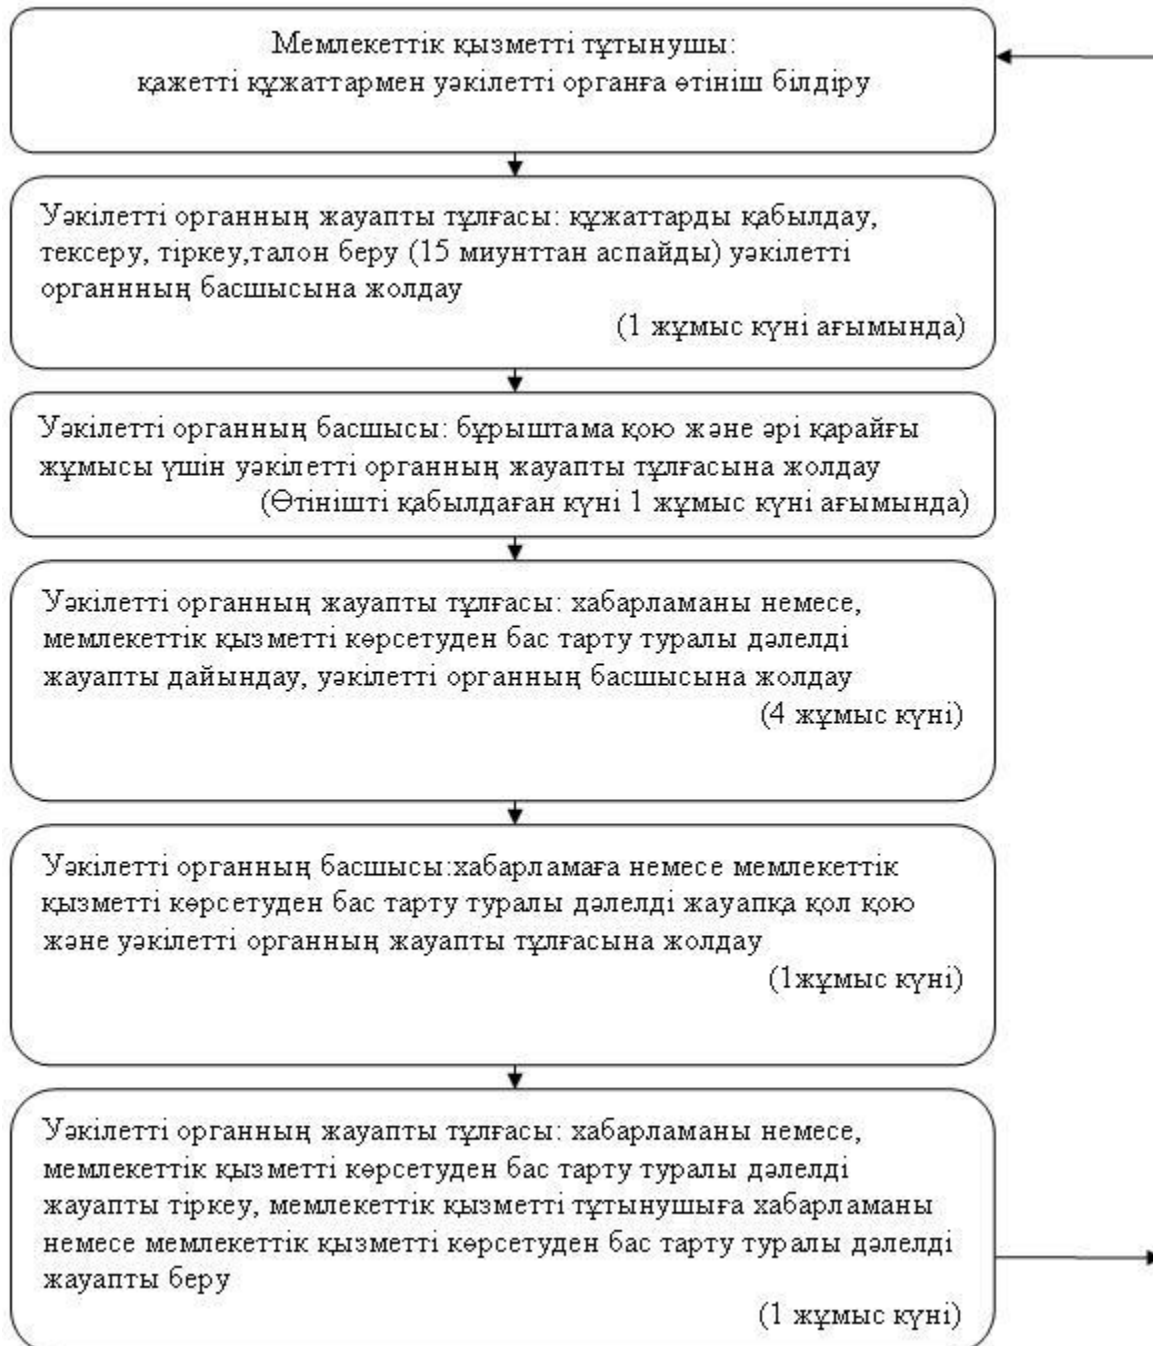 Мемлекеттік қызметті тұтынушы:
қажетті құжаттармен уәкілетті органға өтініш білдіру
Уәкілетті органның жауапты тұлғасы: құжаттарды қабылдау,
тексеру, тіркеу,талон беру (15 миунттан аспайды) уәкілетті
органнның басшысына жолдау
(1 жұмыс күні ағымында)
Уәкілетті органның басшысы: бұрыштама қою және әрі қарайғы
жұмысы үшін уәкілетті органның жауапты тұлғасына жолдау
(Өтінішті қабылдаған күні 1 жұмыс күні ағымында)
Уәкілетті органның жауапты тұлғасы: хабарламаны немесе,
мемлекеттік қызметті көрсетуден бас тарту туралы дәлелді
жауапты дайындау, уәкілетті органның басшысына жолдау
(4 жұмыс күні)
Уәкілетті органның басшысы:хабарламаға немесе мемлекеттік
қызметті көрсетуден бас тарту туралы дәлелді жауапқа қол қою
және уәкілетті органның жауапты тұлғасына жолдау
(1жұмыс күні)
Уәкілетті органның жауапты тұлғасы: хабарламаны немесе,
мемлекеттік қызметті көрсетуден бас тарту туралы дәлелді
жауапты тіркеу, мемлекеттік қызметті тұтынушыға хабарламаны
немесе мемлекеттік қызметті көрсетуден бас тарту туралы дәлелді
жауапты беру
(1 жұмыс күні)